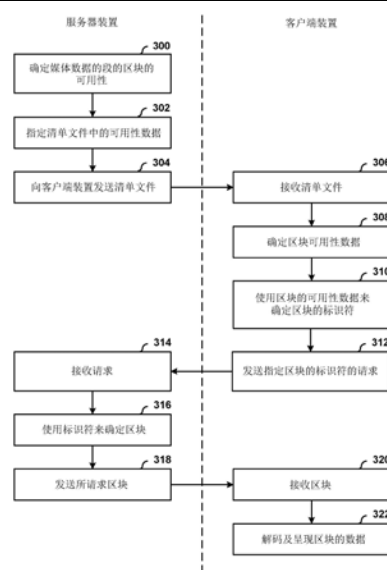 服务器装置
客户端装置
300
确定媒体数据的段的区块的
可用性
302
指定清单文件中的可用性数据
304
向客户端装置发送清单文件
306
接收清单文件
308
确定区块可用性数据
310
使用区块的可用性数据来
确定区块的标识符
312
发送指定区块的标识符的请求
314
接收请求
316
使用标识符来确定区块
318
发送所请求区块
320
接收区块
322
解码及呈现区块的数据